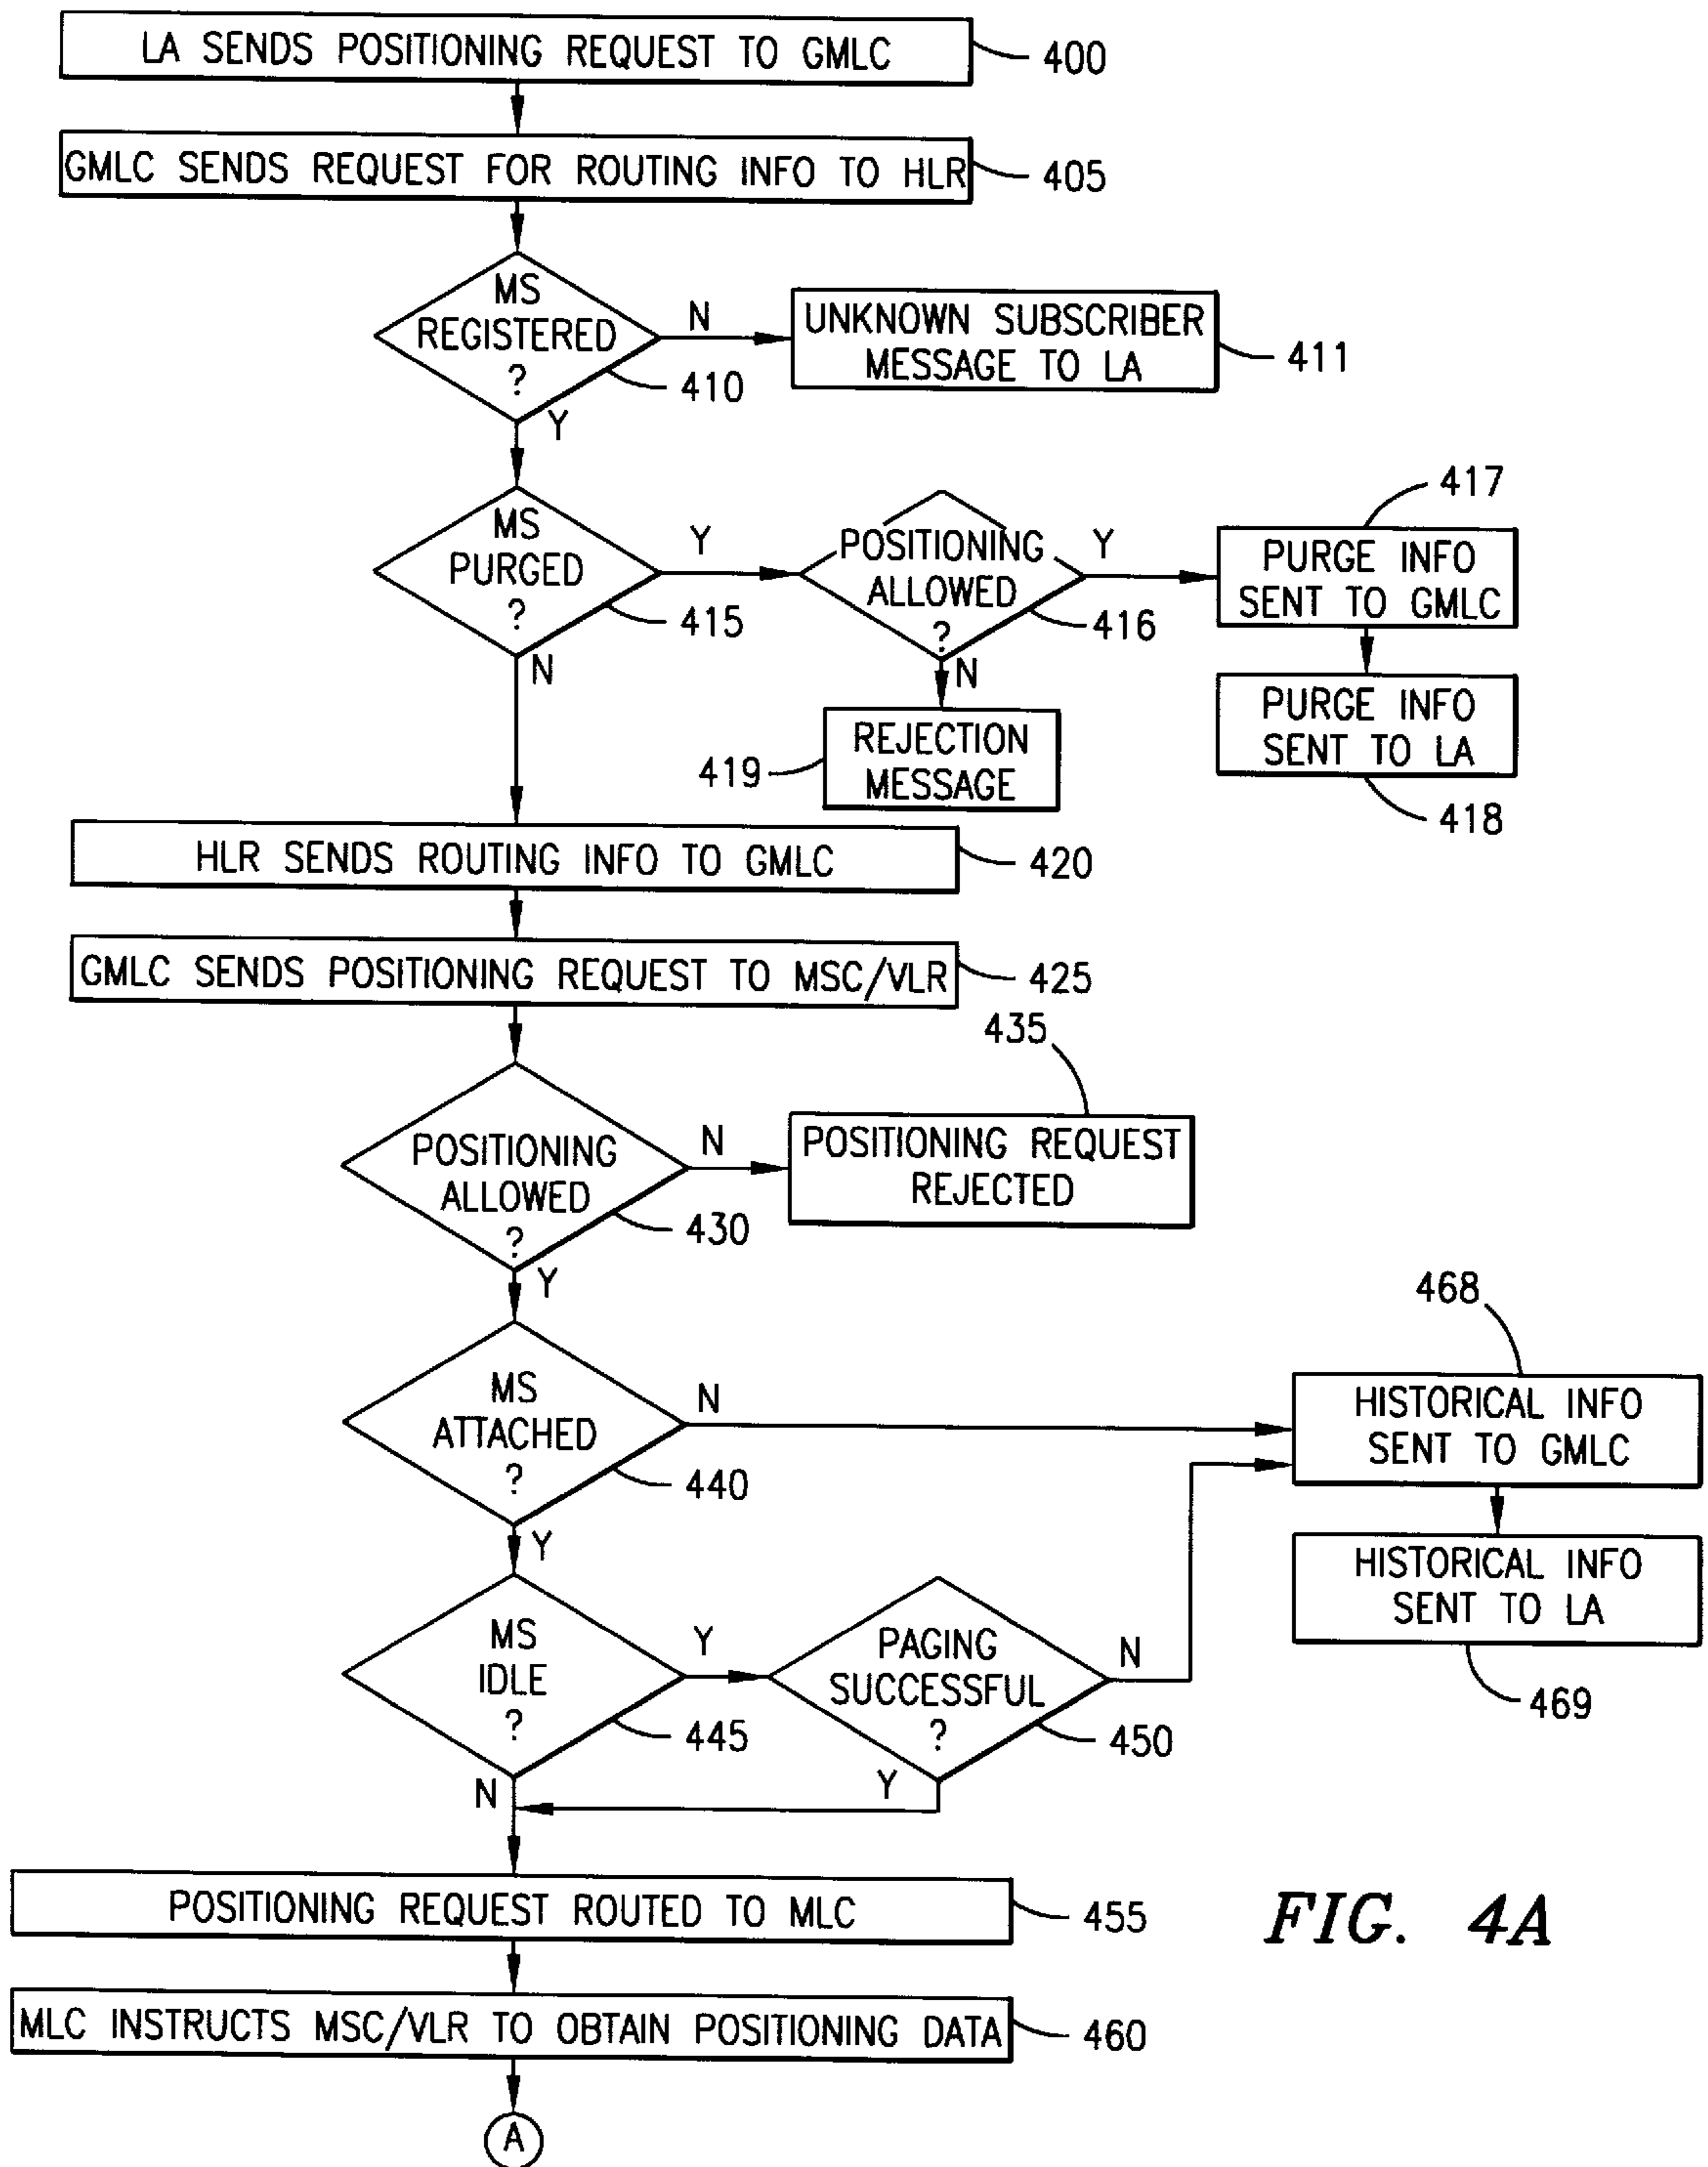 LA SENDS POSITIONING REQUEST TO GMLC
400
GMLC SENDS REQUEST FOR ROUTING INFO TO HLR
405
MS
REGISTERED
?
410
N
UNKNOWN SUBSCRIBER
MESSAGE TO LA
411
Y
MS
PURGED
?
415
Y
POSITIONING
ALLOWED
?
416
Y
417
PURGE INFO
SENT TO GMLC
PURGE INFO
SENT TO LA
418
N
REJECTION
MESSAGE
419
N
HLR SENDS ROUTING INFO TO GMLC
420
GMLC SENDS POSITIONING REQUEST TO MSC/VLR
425
POSITIONING
ALLOWED
?
430
N
435
POSITIONING REQUEST
REJECTED
Y
MS
ATTACHED
?
440
N
468
HISTORICAL INFO
SENT TO GMLC
HISTORICAL INFO
SENT TO LA
469
Y
MS
IDLE
?
445
Y
PAGING
SUCCESSFUL
?
450
N
Y
N
POSITIONING REQUEST ROUTED TO MLC
455
MLC INSTRUCTS MSC/VLR TO OBTAIN POSITIONING DATA
460
A
FIG. 4A